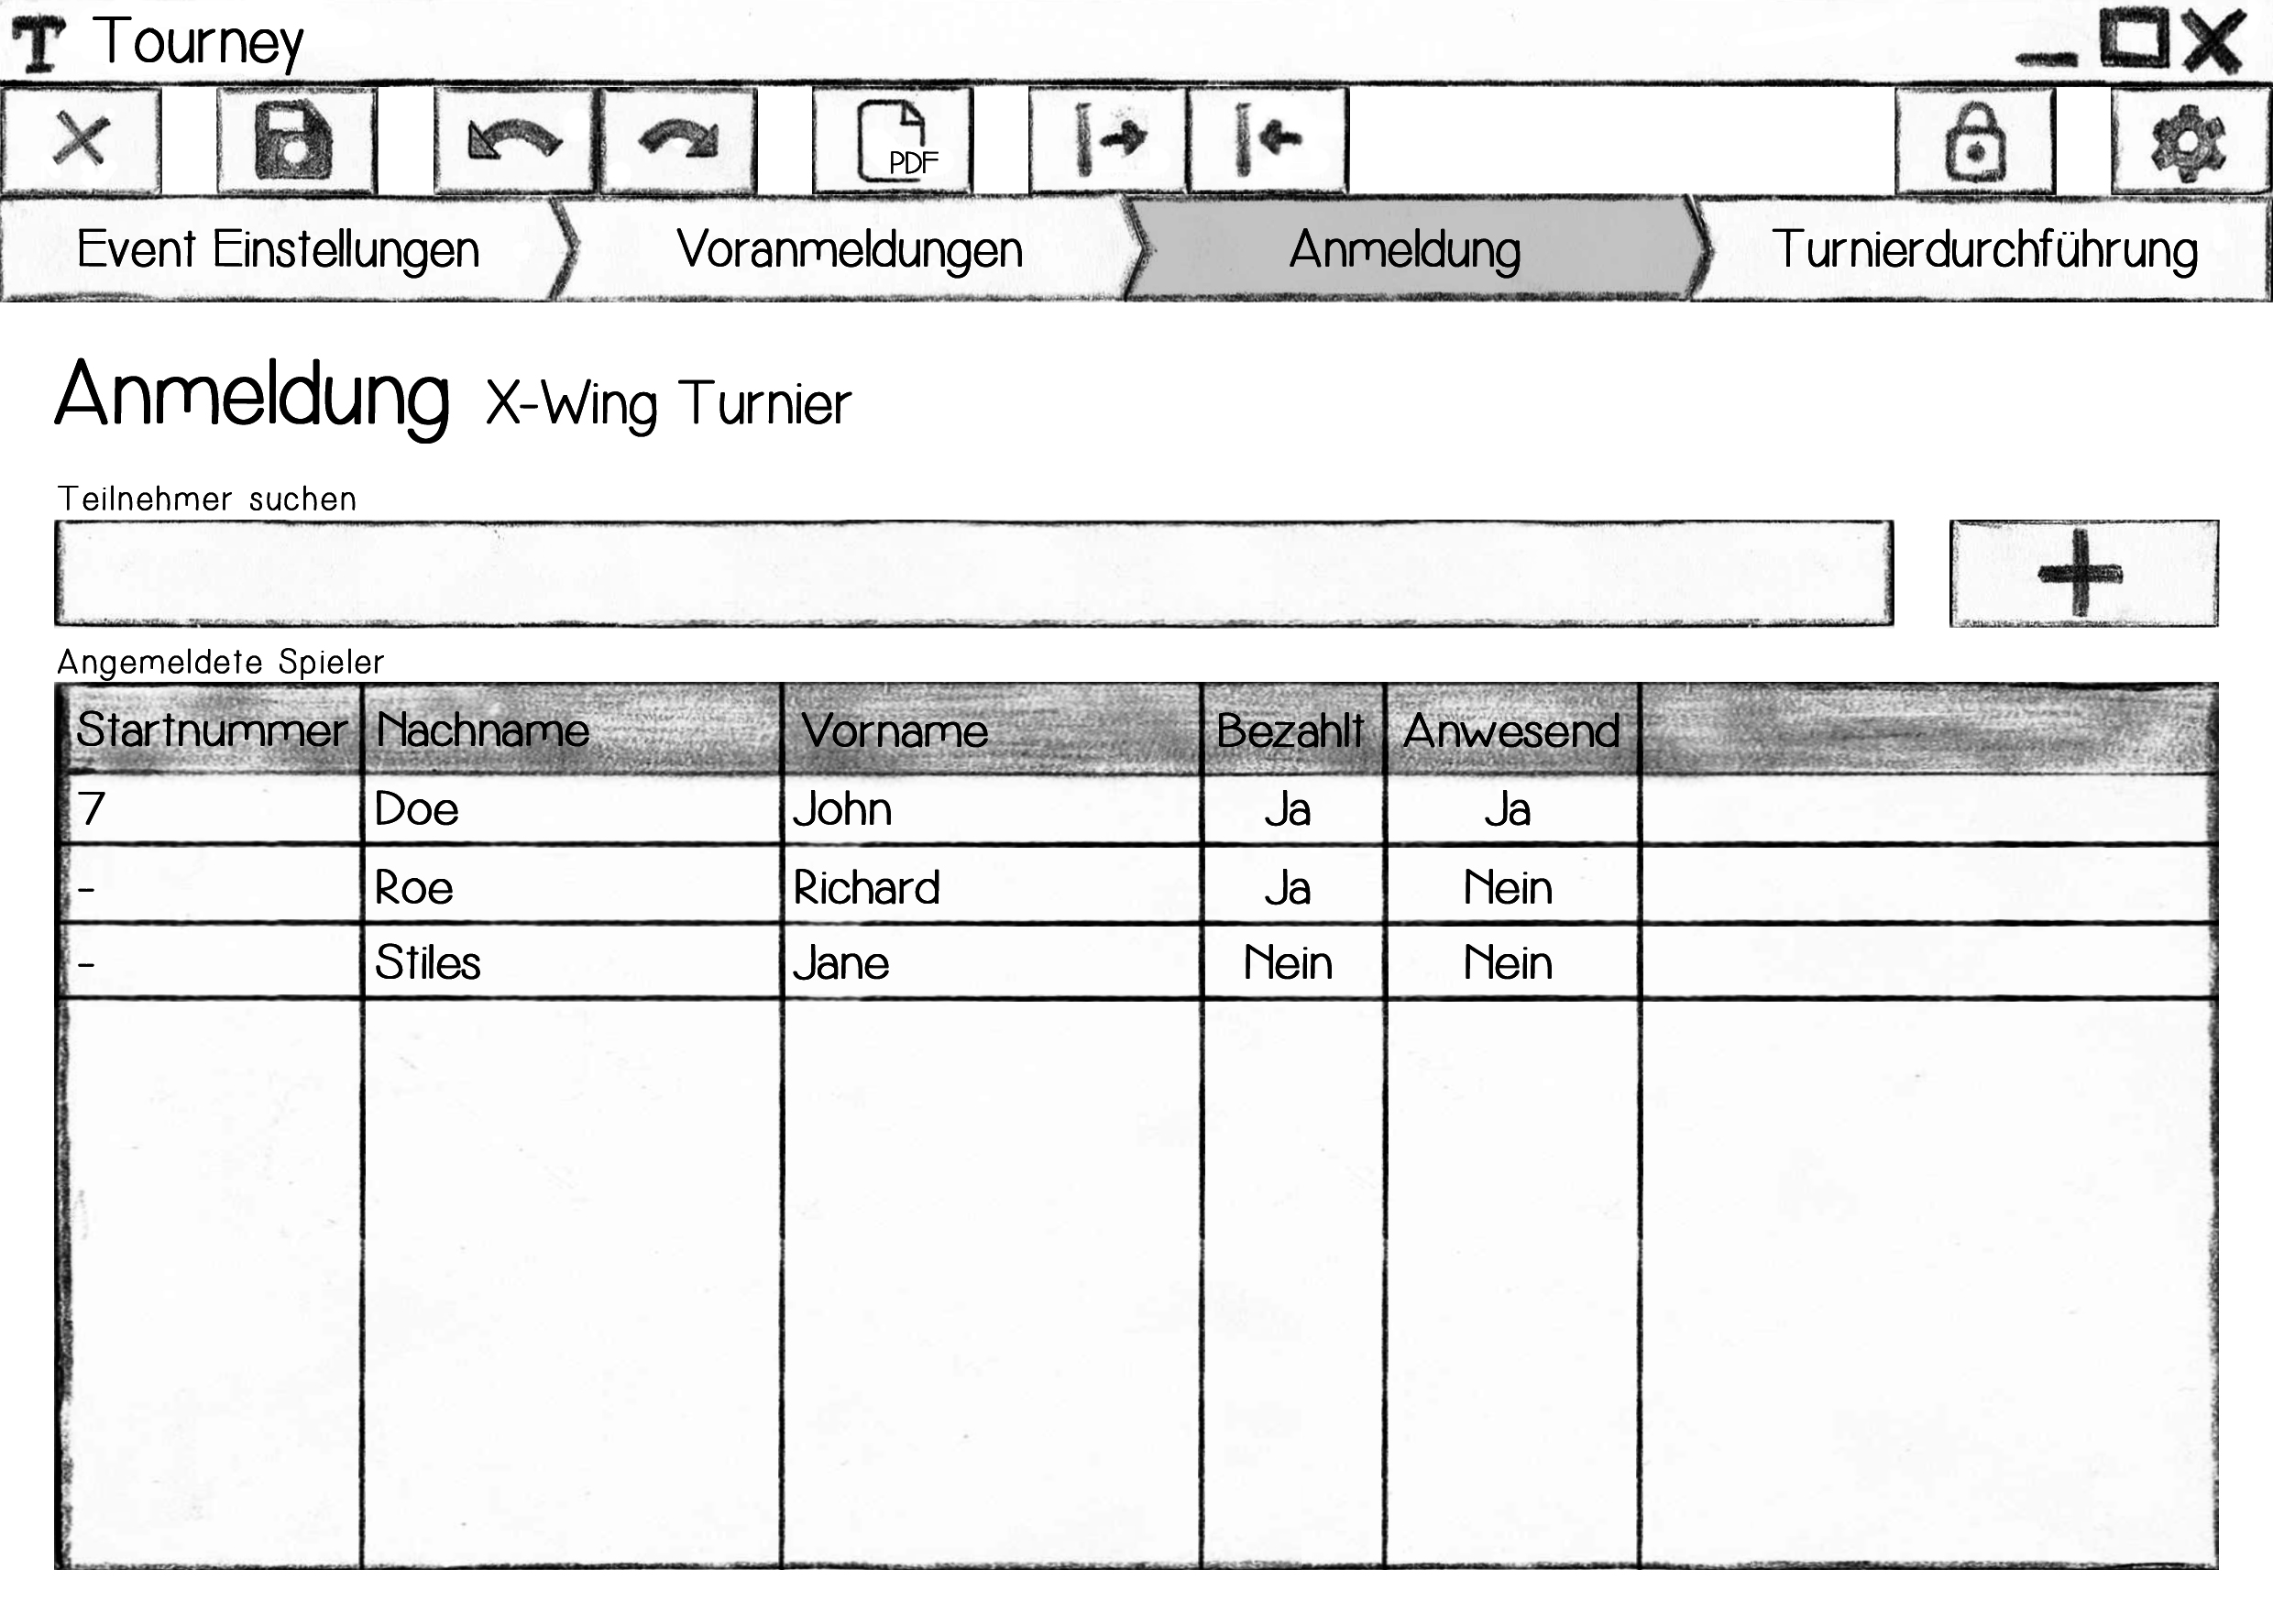 T Tourney
PDF
Event Einstellungen Voranmeldungen Anmeldung Turnierdurchführung
Anmeldung X-Wing Turnier
Teilnehmer suchen
Angemeldete Spieler
Startnummer Nachname Vorname Bezahlt Anwesend
7 Doe John Ja Ja
- Roe Richard Ja Nein
- Stiles Jane Nein Nein